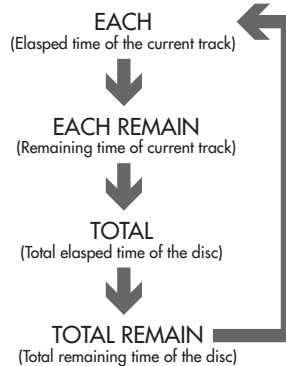 EACH
(Elasped time of the current track)
EACH REMAIN
(Remaining time of current track)
TOTAL
(Total elasped time of the disc)
TOTAL REMAIN
(Total remaining time of the disc)